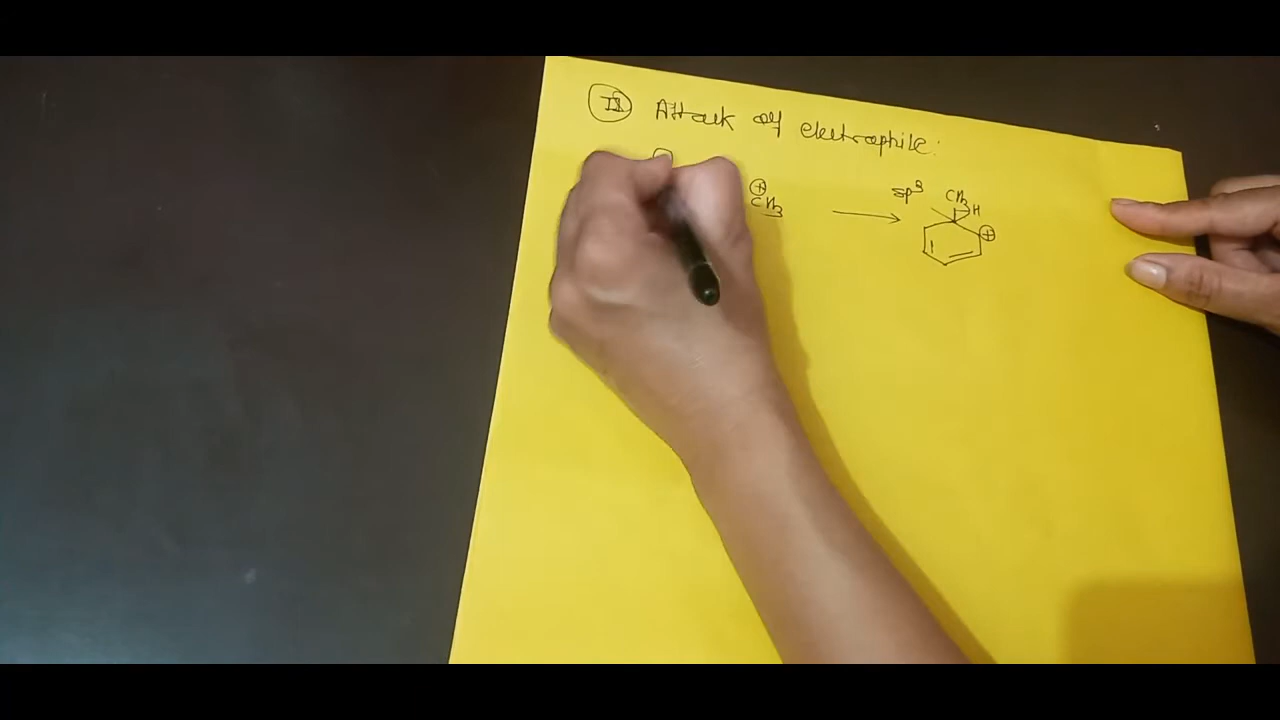 II Attack of electrophile:
⊕
CH3 → sp3 CH3
H
⊕